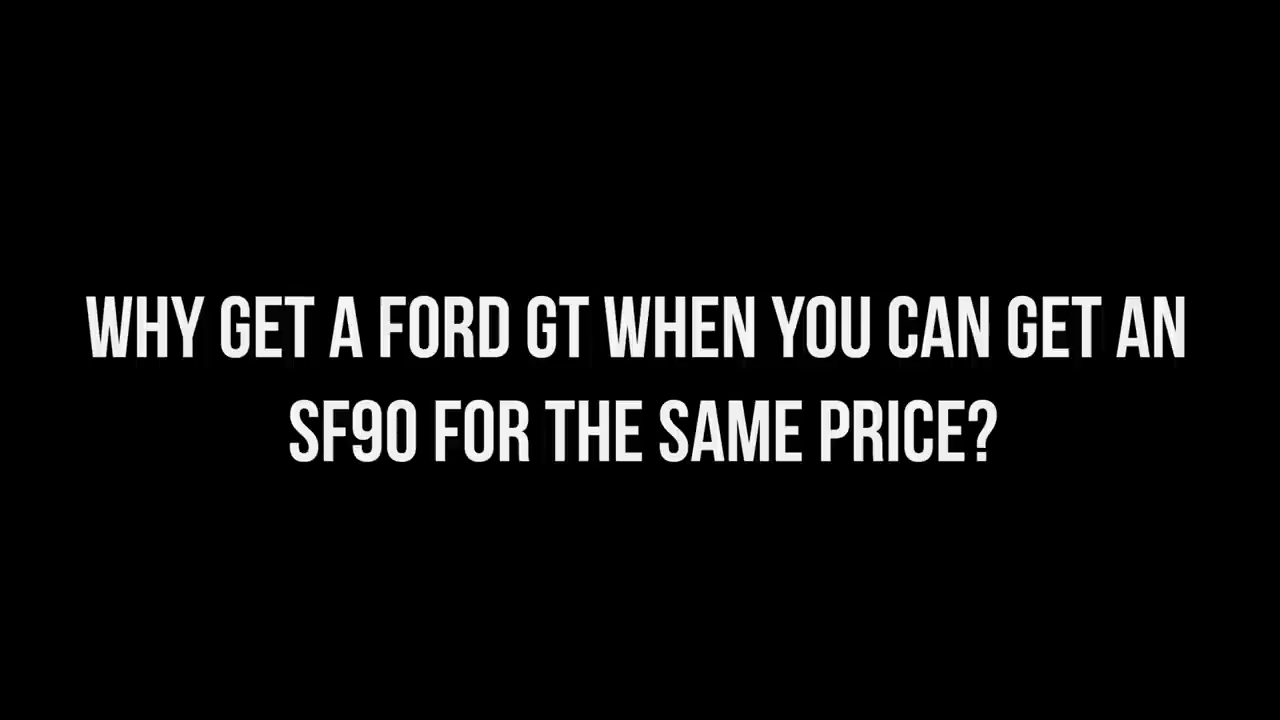 WHY GET A FORD GT WHEN YOU CAN GET AN
SF90 FOR THE SAME PRICE?